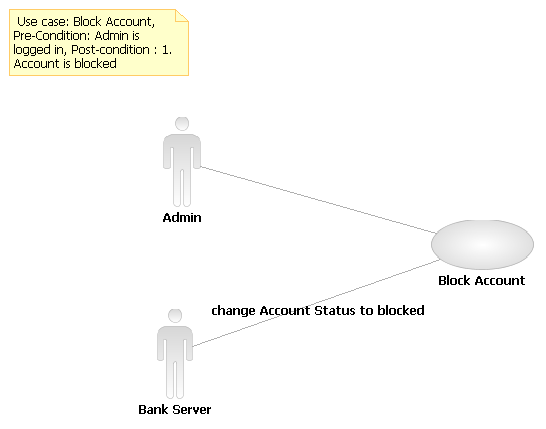 Use case: Block Account,
Pre-Condition: Admin is
logged in, Post-condition : 1.
Account is blocked
Admin
Block Account
change Account Status to blocked
Bank Server